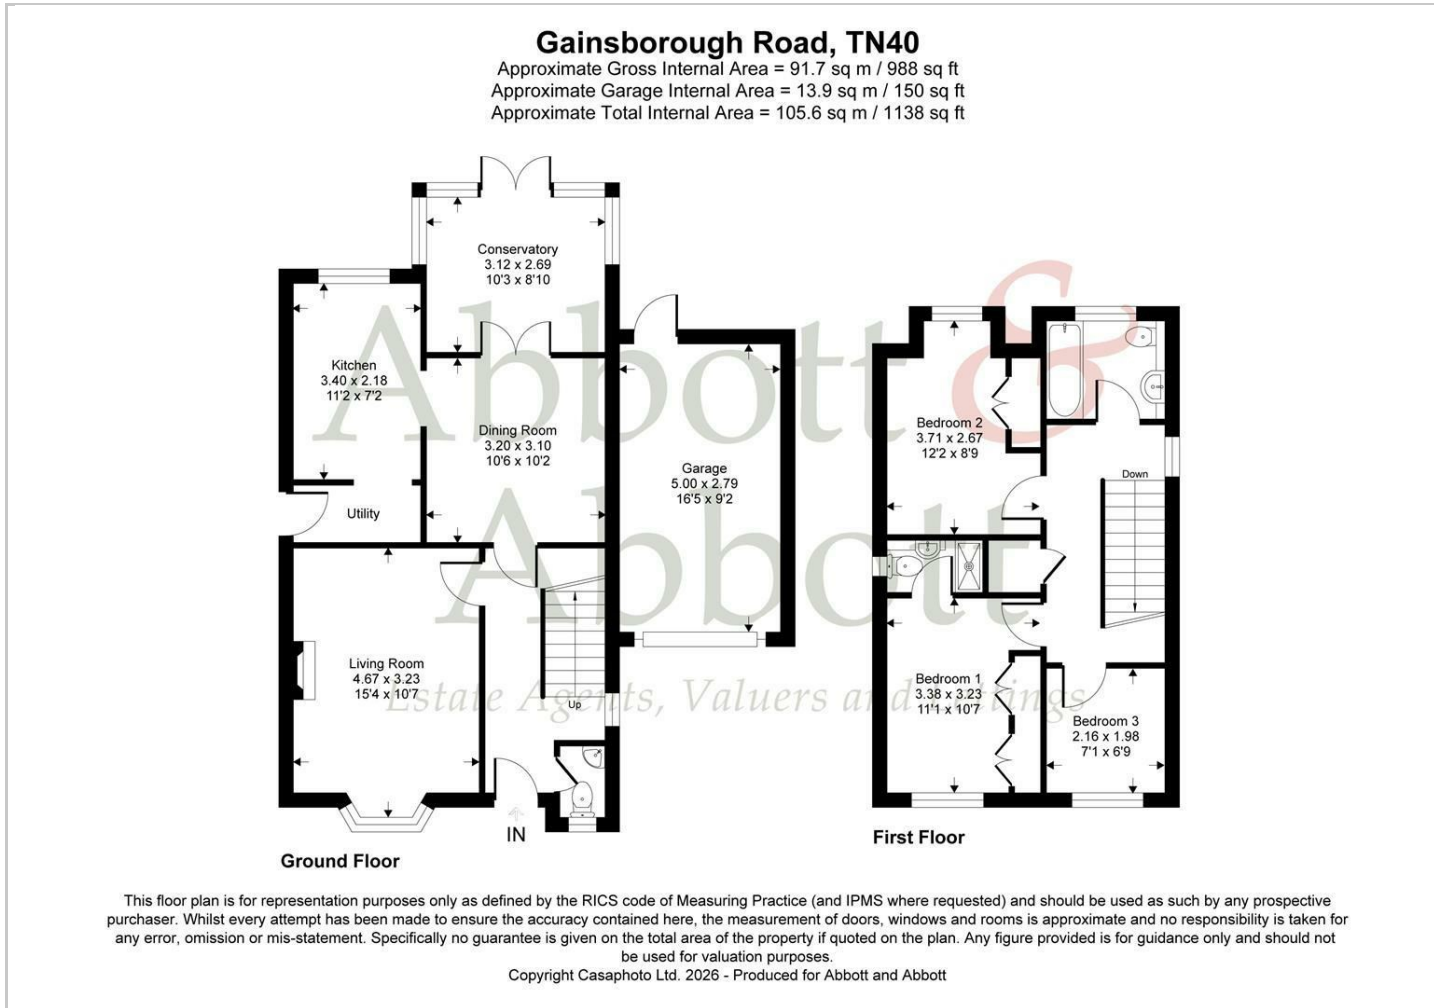 Gainsborough Road, TN40
Approximate Gross Internal Area = 91.7 sq m / 988 sq ft
Approximate Garage Internal Area = 13.9 sq m / 150 sq ft
Approximate Total Internal Area = 105.6 sq m / 1138 sq ft
Abbott &
Abbott
Estate Agents, Valuers and Lettings
Conservatory
3.12 x 2.69
10'3 x 8'10
Kitchen
3.40 x 2.18
11'2 x 7'2
Dining Room
3.20 x 3.10
10'6 x 10'2
Utility
Garage
5.00 x 2.79
16'5 x 9'2
Living Room
4.67 x 3.23
15'4 x 10'7
Up
IN
Ground Floor
Bedroom 2
3.71 x 2.67
12'2 x 8'9
Down
Bedroom 1
3.38 x 3.23
11'1 x 10'7
Bedroom 3
2.16 x 1.98
7'1 x 6'9
First Floor
This floor plan is for representation purposes only as defined by the RICS code of Measuring Practice (and IPMS where requested) and should be used as such by any prospective
purchaser. Whilst every attempt has been made to ensure the accuracy contained here, the measurement of doors, windows and rooms is approximate and no responsibility is taken for
any error, omission or mis-statement. Specifically no guarantee is given on the total area of the property if quoted on the plan. Any figure provided is for guidance only and should not
be used for valuation purposes.
Copyright Casaphoto Ltd. 2026 - Produced for Abbott and Abbott